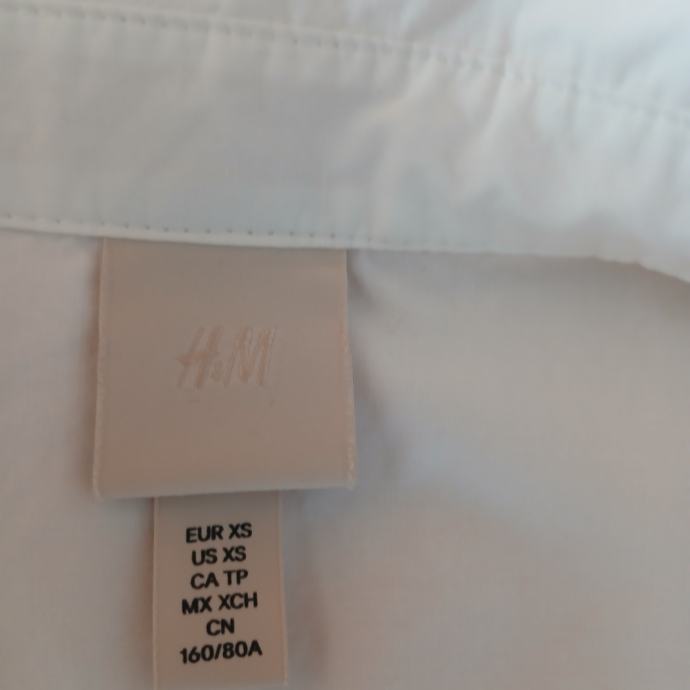 H&M
EUR XS
US XS
CA TP
MX XCH
CN
160/80A